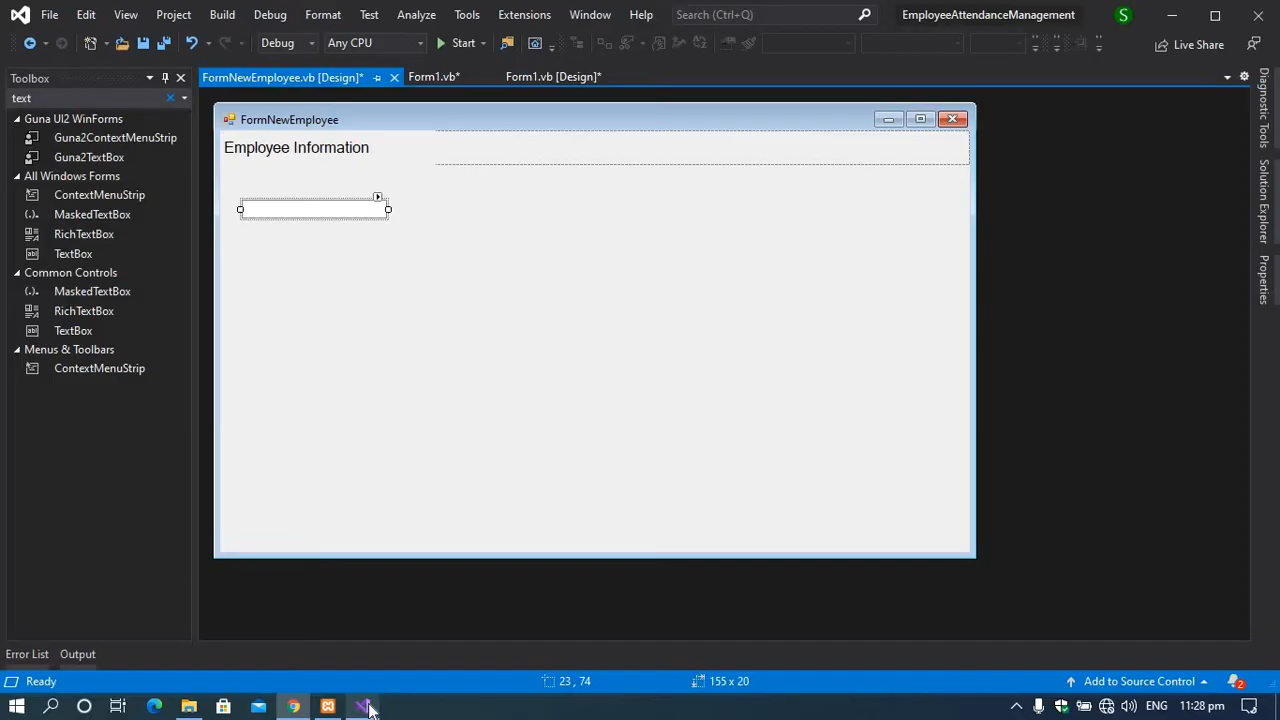 File Edit View Project Build Debug Format Test Analyze Tools Extensions Window Help Search (Ctrl+Q) EmployeeAttendanceManagement S
Debug Any CPU Start Live Share
Toolbox FormNewEmployee.vb [Design]* Form1.vb* Form1.vb [Design]*
text
Guna UI2 WinForms
Guna2ContextMenuStrip
Guna2TextBox
All Windows Forms
ContextMenuStrip
MaskedTextBox
RichTextBox
TextBox
Common Controls
MaskedTextBox
RichTextBox
TextBox
Menus & Toolbars
ContextMenuStrip
FormNewEmployee
Employee Information
Diagnostic Tools
Solution Explorer
Properties
Error List Output
Ready 23 , 74 155 x 20 Add to Source Control 2
ENG 11:28 pm